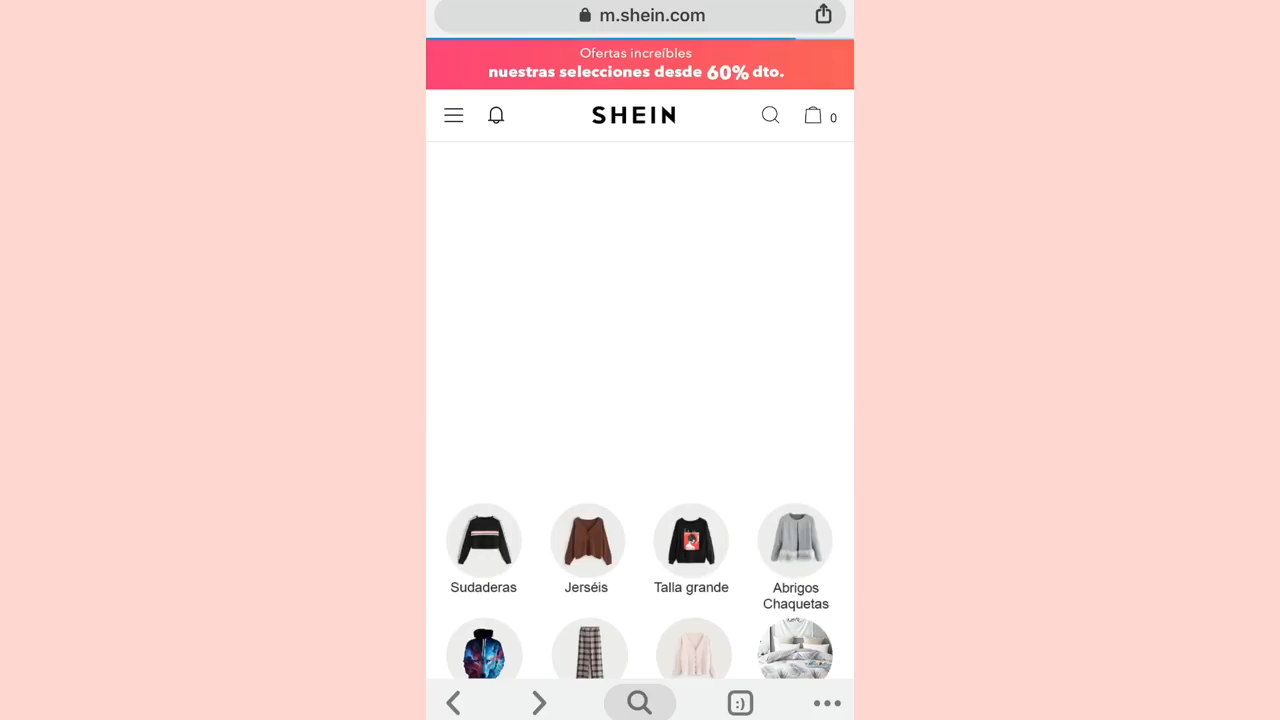 m.shein.com
Ofertas increíbles
nuestras selecciones desde 60% dto.
SHEIN
0
Sudaderas
Jerséis
Talla grande
Abrigos
Chaquetas
:)